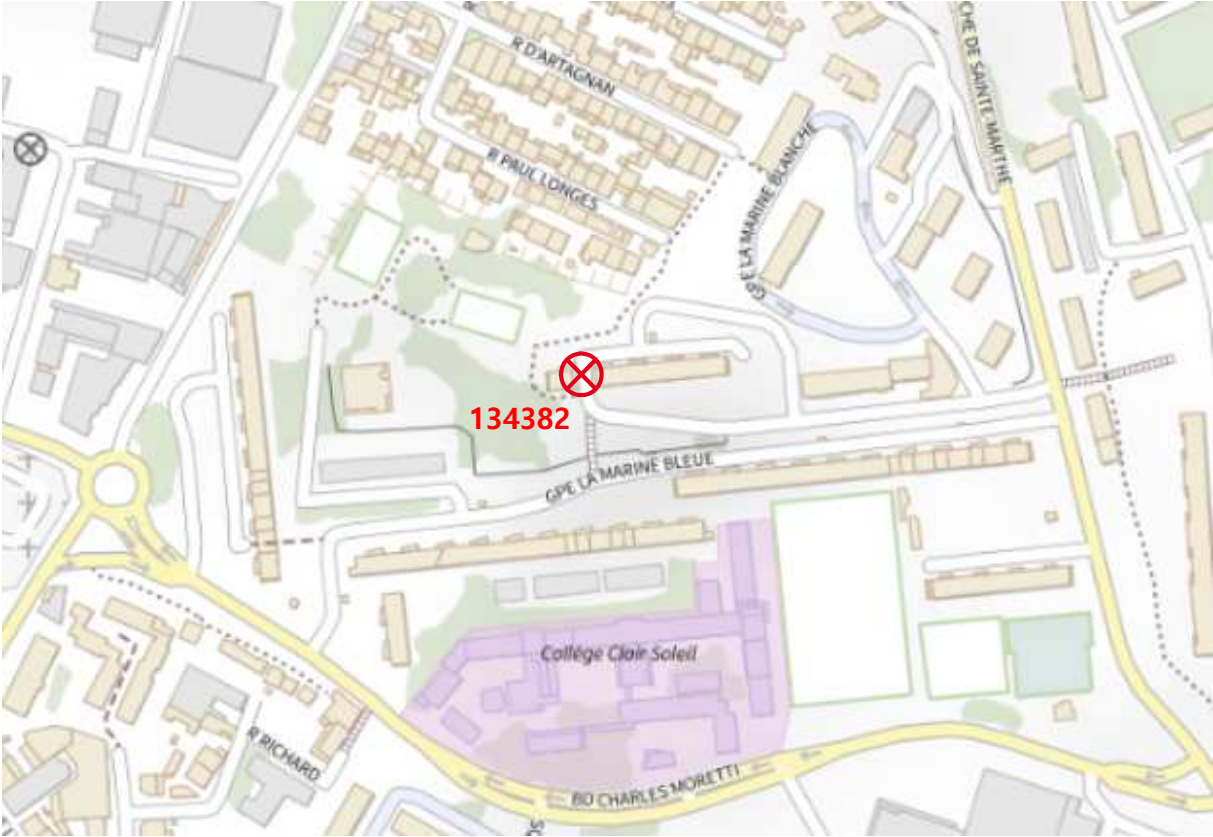 R D'ARTAGNAN
CHE DE SAINTE MARTHE
R PAUL LONGES
GPE LA MARINE BLANCHE
134382
GPE LA MARINE BLEUE
Collège Clair Soleil
R RICHARD
BD CHARLES MORETTI